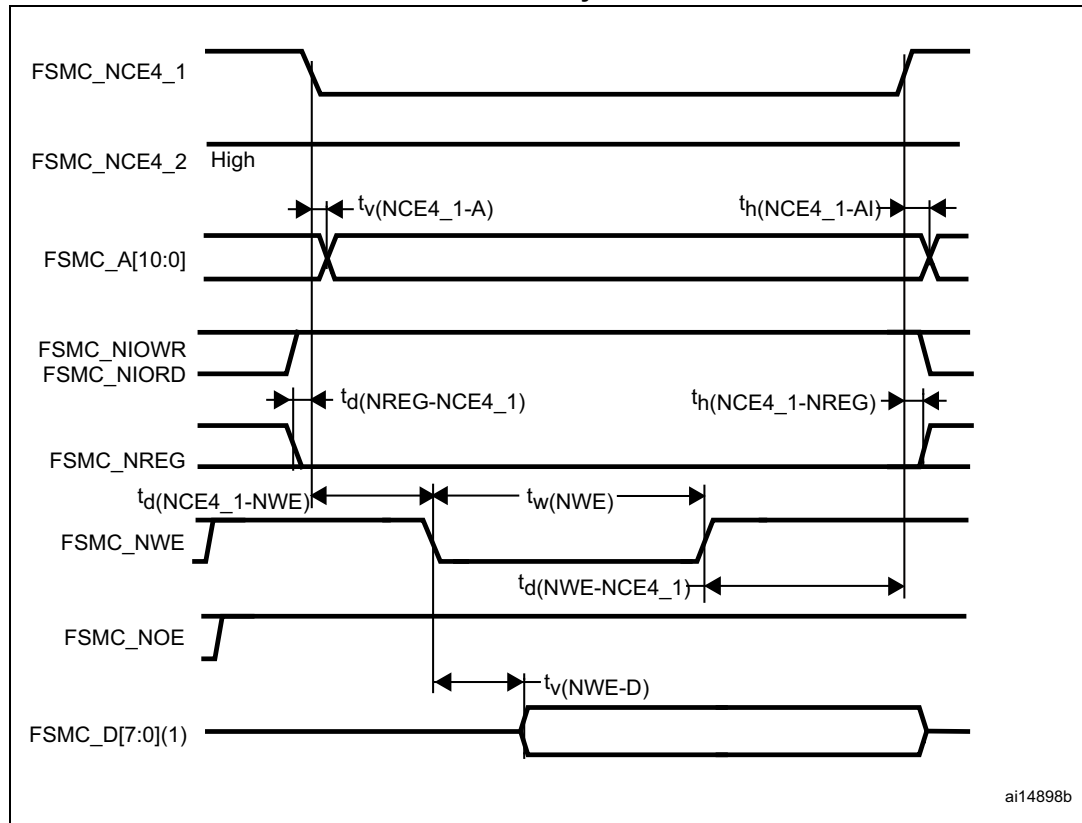 FSMC_NCE4_1
FSMC_NCE4_2 High
tv(NCE4_1-A) th(NCE4_1-AI)
FSMC_A[10:0]
FSMC_NIOWR
FSMC_NIORD
td(NREG-NCE4_1) th(NCE4_1-NREG)
FSMC_NREG
td(NCE4_1-NWE) tw(NWE)
FSMC_NWE
td(NWE-NCE4_1)
FSMC_NOE
tv(NWE-D)
FSMC_D[7:0](1)
ai14898b